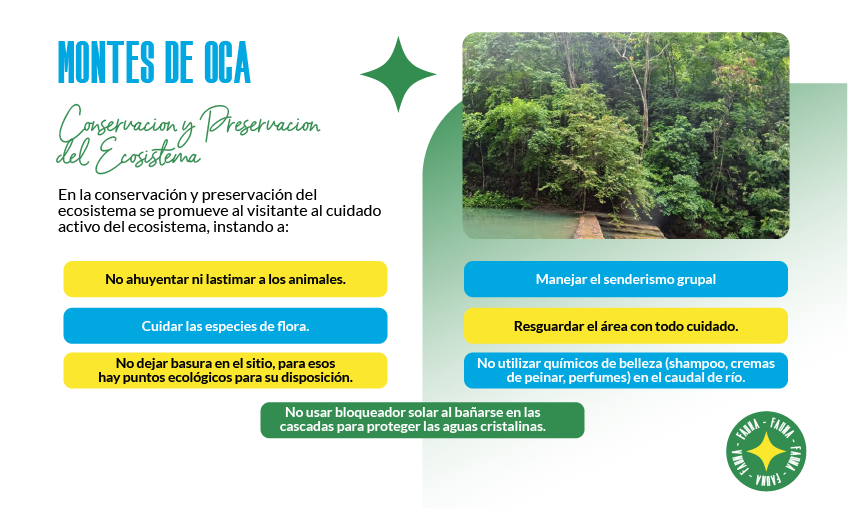 MONTES DE OCA
Conservacion y Preservacion
del Ecosistema
En la conservación y preservación del
ecosistema se promueve al visitante al cuidado
activo del ecosistema, instando a:
No ahuyentar ni lastimar a los animales.
Cuidar las especies de flora.
No dejar basura en el sitio, para esos
hay puntos ecológicos para su disposición.
Manejar el senderismo grupal
Resguardar el área con todo cuidado.
No utilizar químicos de belleza (shampoo, cremas
de peinar, perfumes) en el caudal de río.
No usar bloqueador solar al bañarse en las
cascadas para proteger las aguas cristalinas.
FAUNA - FAUNA - FAUNA - FAUNA - FAUNA -